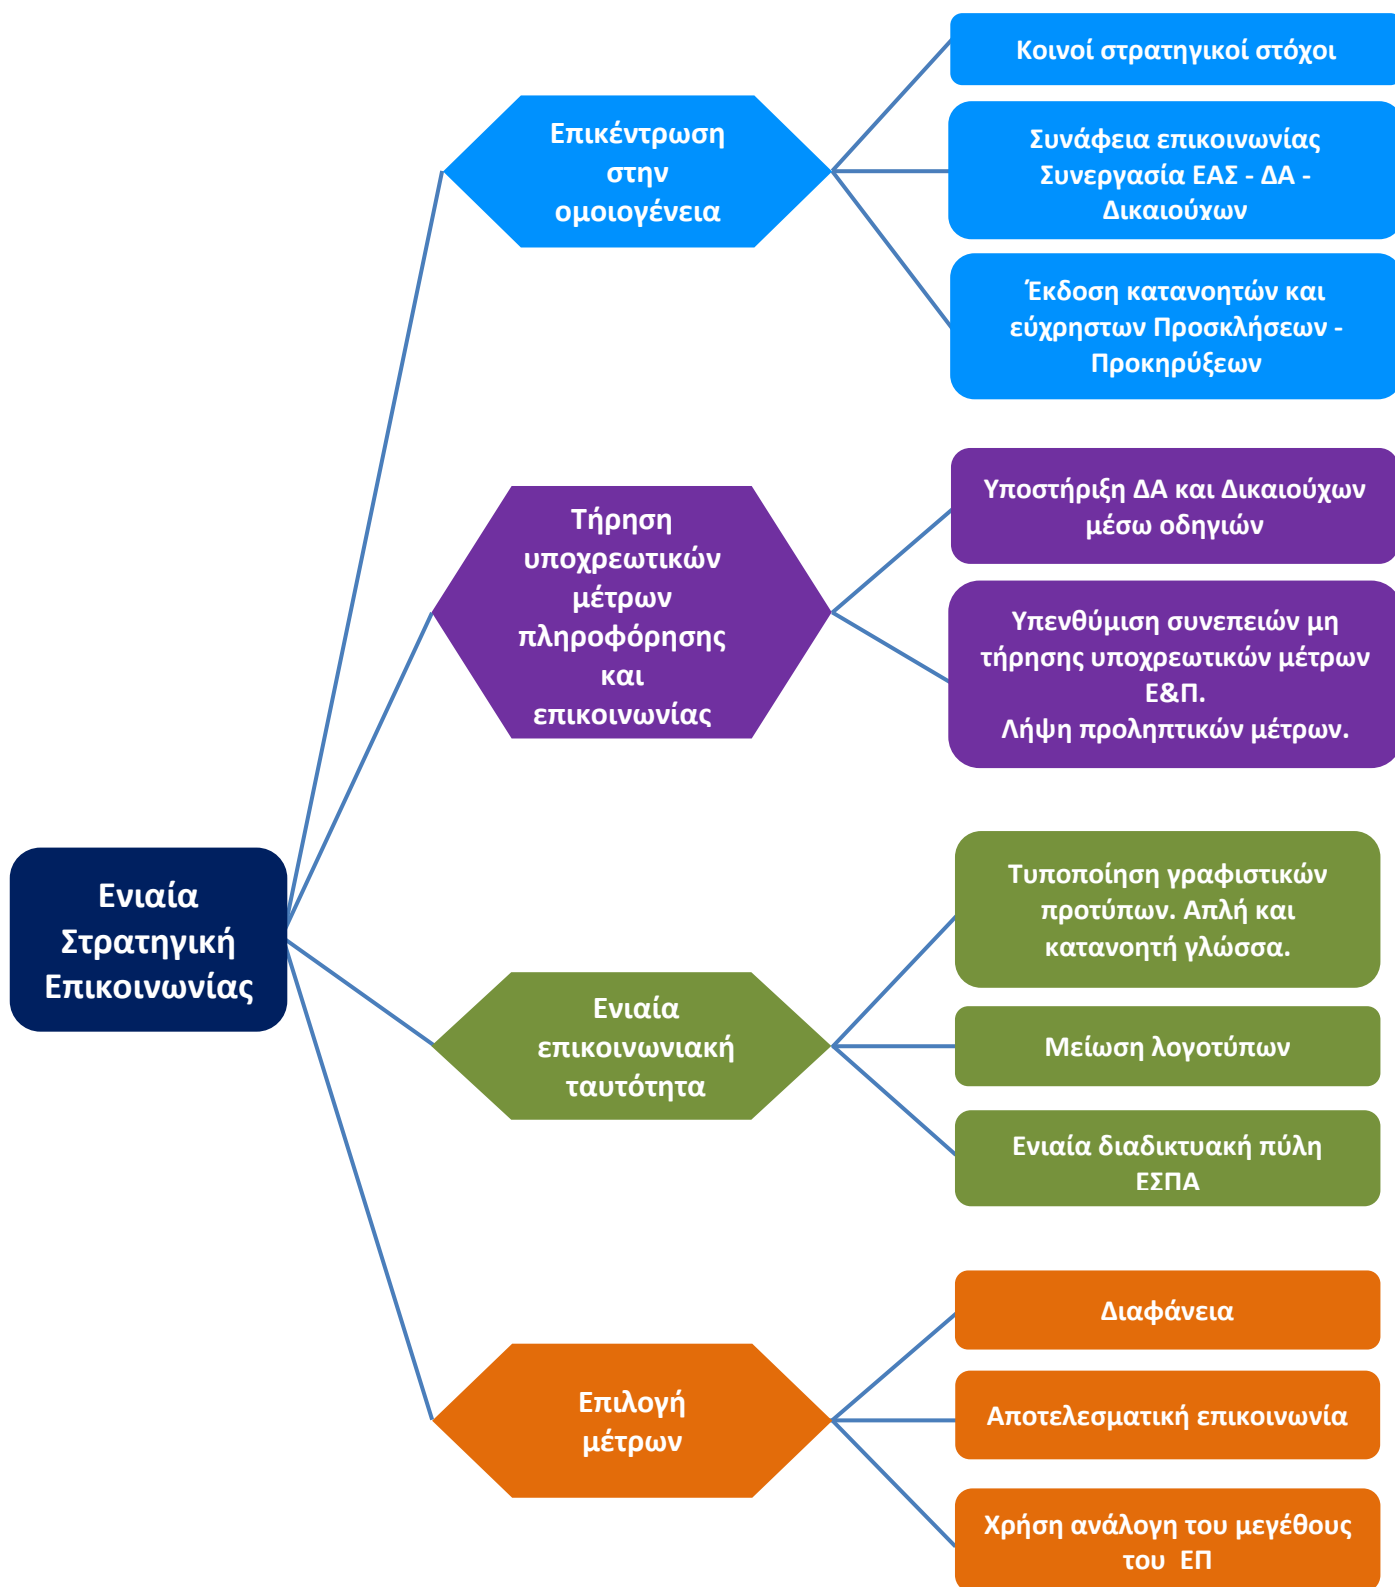 Ενιαία
Στρατηγική
Επικοινωνίας
Επικέντρωση
στην
ομοιογένεια
Κοινοί στρατηγικοί στόχοι
Συνάφεια επικοινωνίας
Συνεργασία ΕΑΣ - ΔΑ -
Δικαιούχων
Έκδοση κατανοητών και
εύχρηστων Προσκλήσεων -
Προκηρύξεων
Τήρηση
υποχρεωτικών
μέτρων
πληροφόρησης
και
επικοινωνίας
Υποστήριξη ΔΑ και Δικαιούχων
μέσω οδηγιών
Υπενθύμιση συνεπειών μη
τήρησης υποχρεωτικών μέτρων
Ε&Π.
Λήψη προληπτικών μέτρων.
Ενιαία
επικοινωνιακή
ταυτότητα
Τυποποίηση γραφιστικών
προτύπων. Απλή και
κατανοητή γλώσσα.
Μείωση λογοτύπων
Ενιαία διαδικτυακή πύλη
ΕΣΠΑ
Επιλογή
μέτρων
Διαφάνεια
Αποτελεσματική επικοινωνία
Χρήση ανάλογη του μεγέθους
του ΕΠ